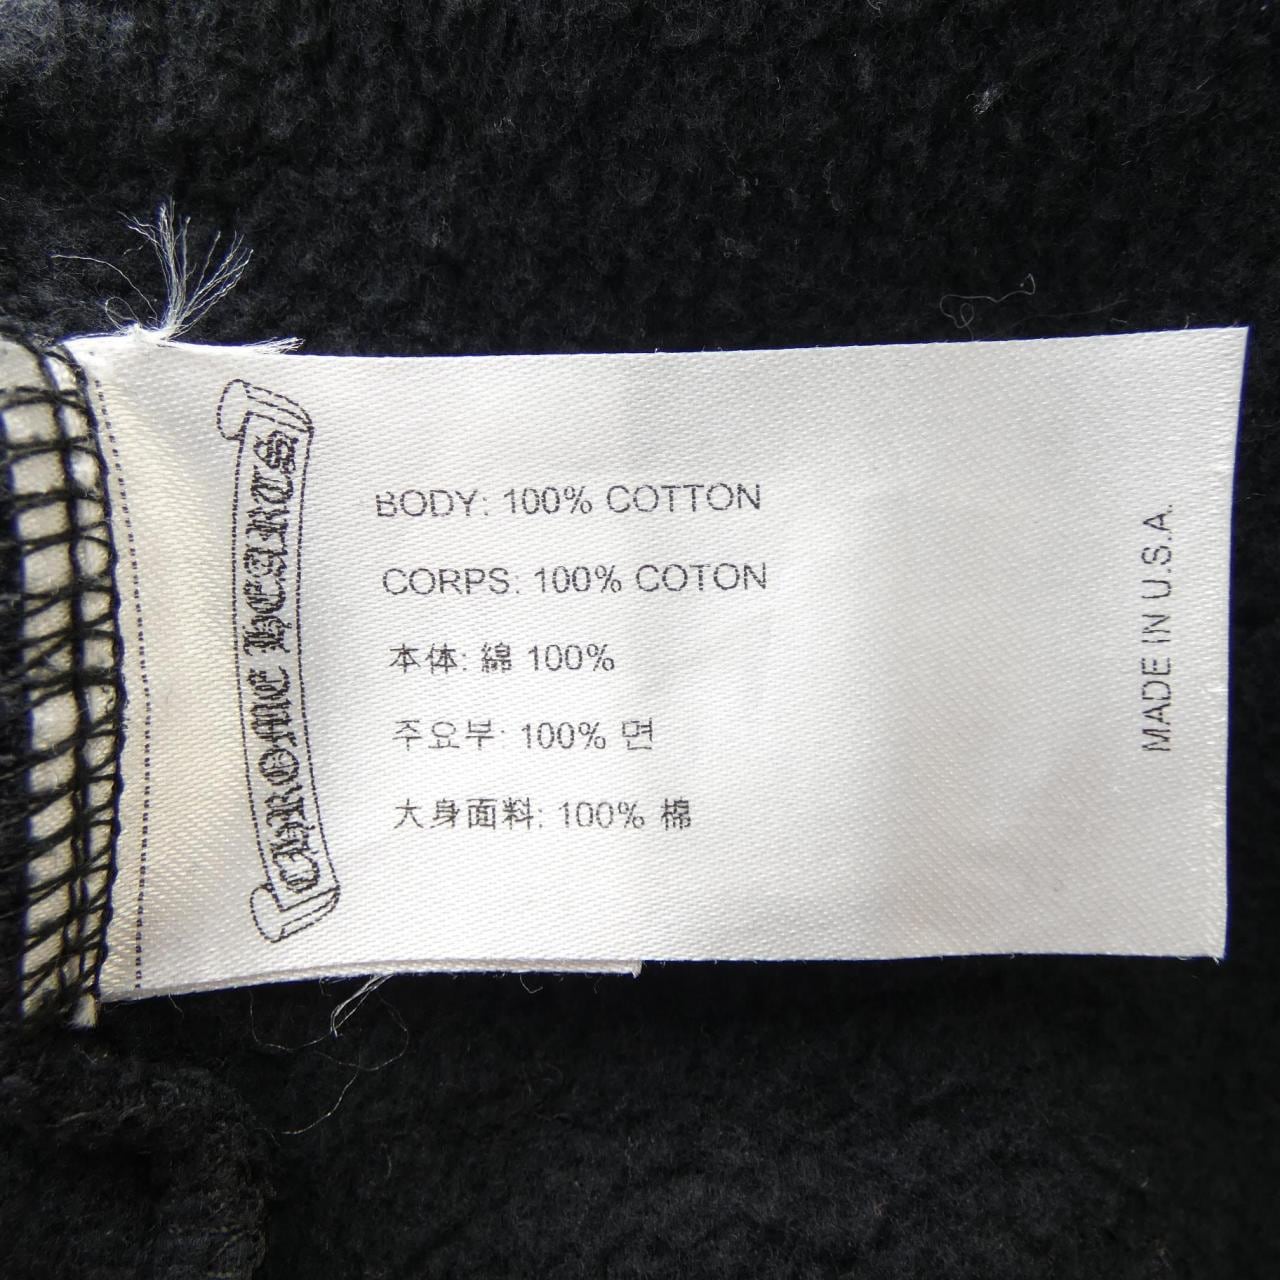 CHROME HEARTS
BODY: 100% COTTON
CORPS: 100% COTON
本体: 綿 100%
주요부: 100% 면
大身面料: 100% 棉
MADE IN U.S.A.